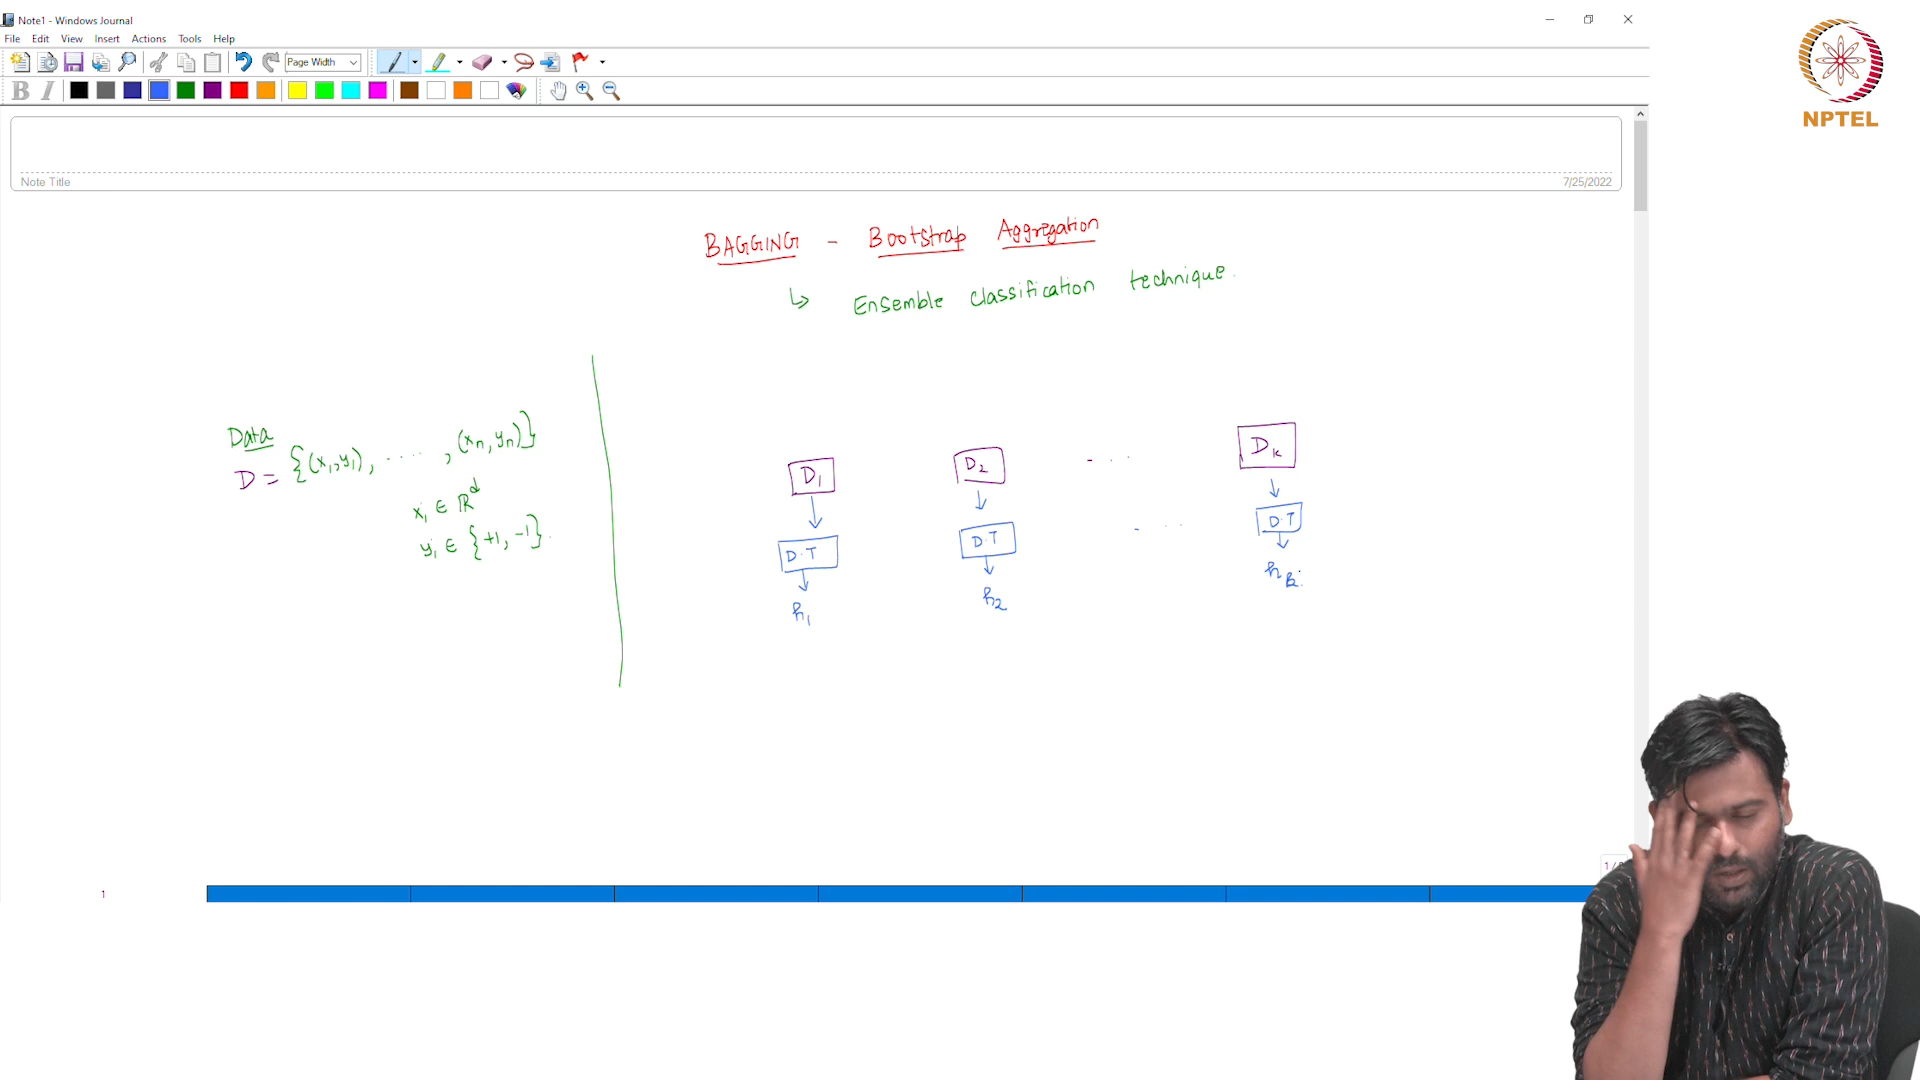 Note1 - Windows Journal
File Edit View Insert Actions Tools Help
Page Width
B I
NPTEL
Note Title 7/25/2022
BAGGING - Bootstrap Aggregation
↳ Ensemble classification technique.
Data
D = {(x₁,y₁), ..... , (xₙ,yₙ)}
xᵢ ∈ ℝᵈ
yᵢ ∈ {+1, -1}.
D₁ D₂ - ... Dₖ
D.T D.T - ... D.T
h₁ h₂ hₖ
1